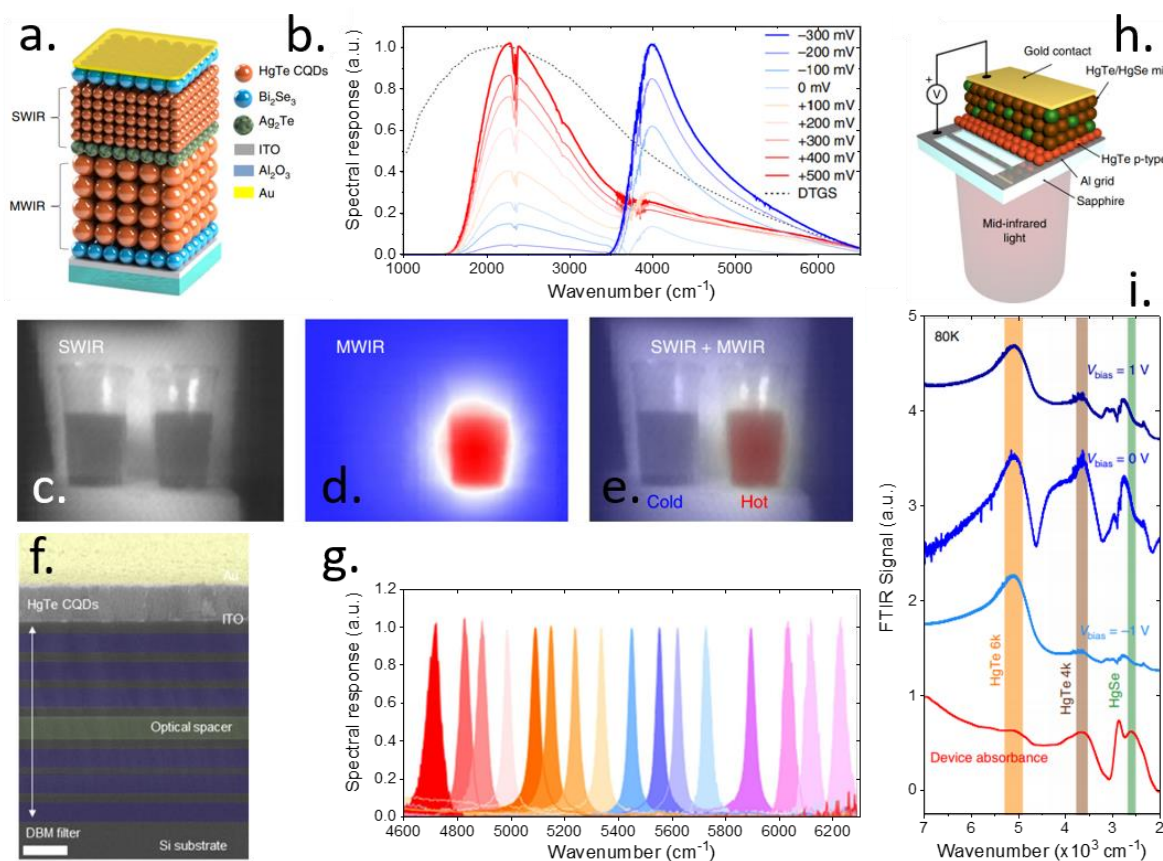 a.
HgTe CQDs
Bi₂Se₃
Ag₂Te
ITO
Al₂O₃
Au
SWIR
MWIR
b.
Spectral response (a.u.)
1.0
0.8
0.6
0.4
0.2
0.0
1000
2000
3000
4000
5000
6000
Wavenumber (cm⁻¹)
−300 mV
−200 mV
−100 mV
0 mV
+100 mV
+200 mV
+300 mV
+400 mV
+500 mV
DTGS
h.
Gold contact
HgTe/HgSe mi
HgTe p-type
Al grid
Sapphire
+
V
Mid-infrared
light
SWIR
c.
MWIR
d.
SWIR + MWIR
e.
Cold
Hot
f.
Au
HgTe CQDs
ITO
Optical spacer
DBM filter
Si substrate
g.
Spectral response (a.u.)
1.2
1.0
0.8
0.6
0.4
0.2
0.0
4600
4800
5000
5200
5400
5600
5800
6000
6200
Wavenumber (cm⁻¹)
i.
FTIR Signal (a.u.)
5
4
3
2
1
0
80K
Vbias = 1 V
Vbias = 0 V
Vbias = −1 V
HgTe 6k
HgTe 4k
HgSe
Device absorbance
7
6
5
4
3
2
Wavenumber (x 10³ cm⁻¹)